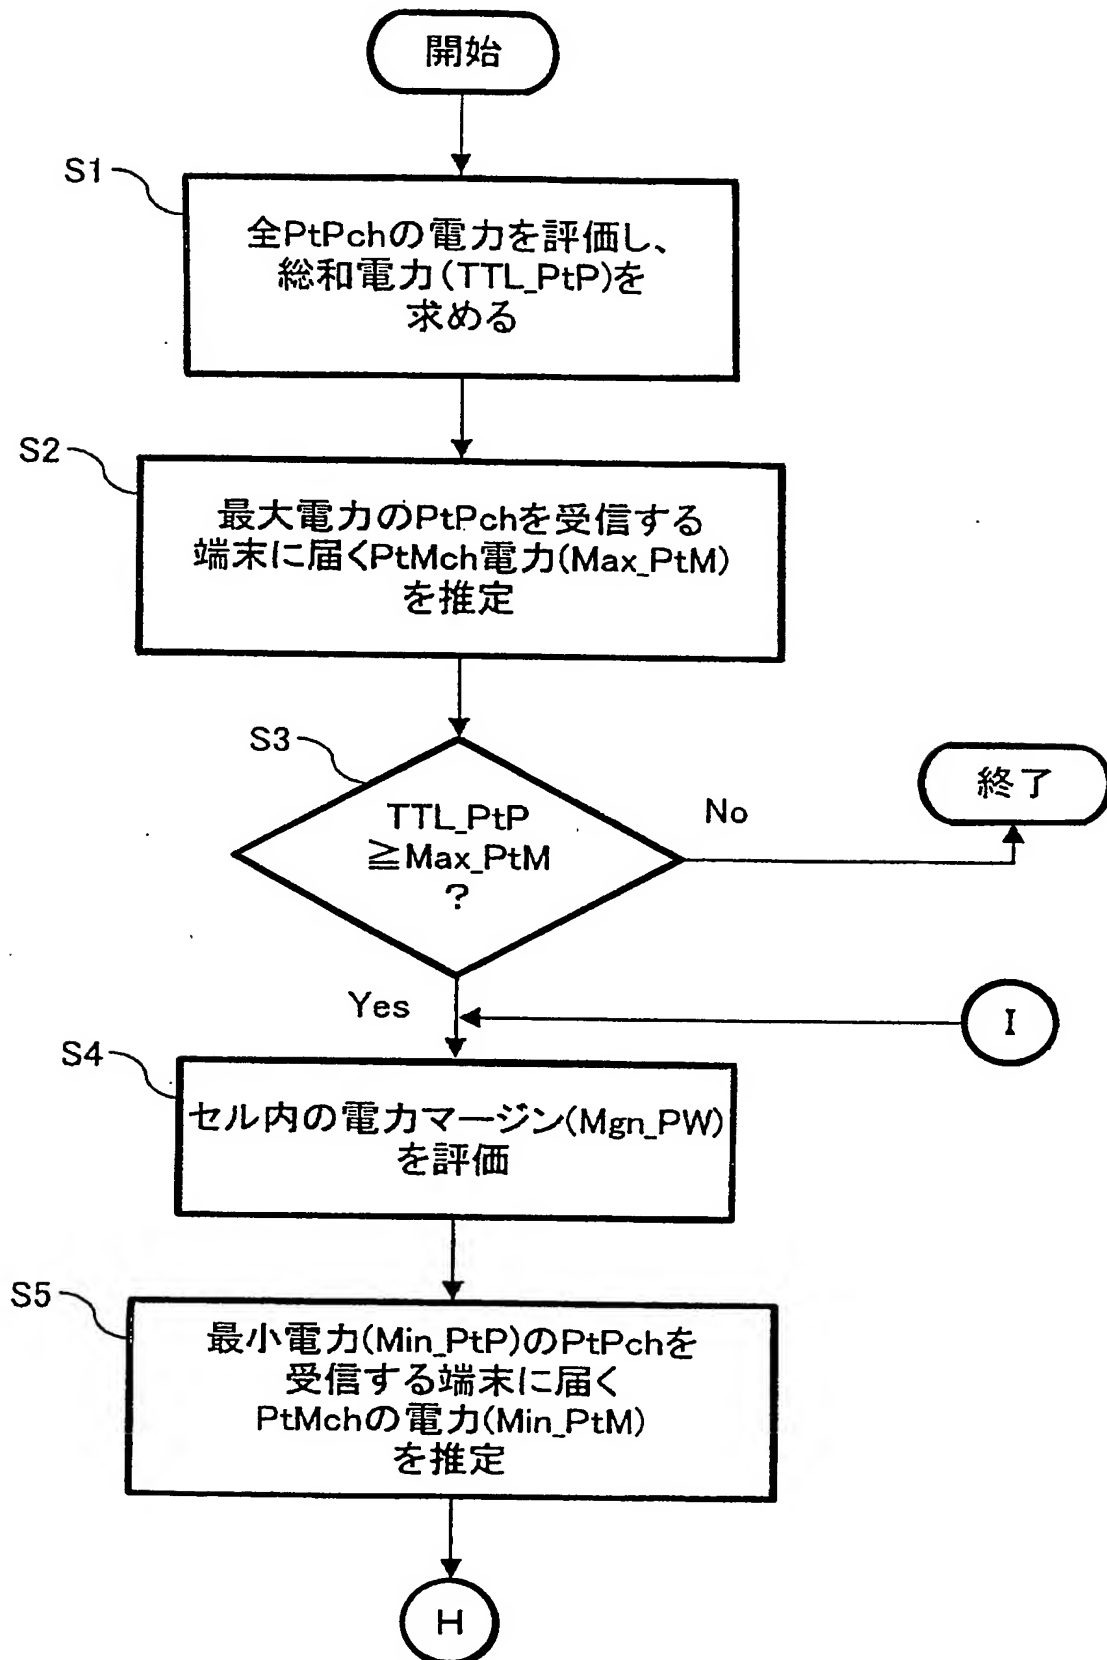 開始
S1
全PtPchの電力を評価し、
総和電力(TTL_PtP)を
求める
S2
最大電力のPtPchを受信する
端末に届くPtMch電力(Max_PtM)
を推定
S3
TTL_PtP
≧Max_PtM
?
No
終了
Yes
I
S4
セル内の電力マージン(Mgn_PW)
を評価
S5
最小電力(Min_PtP)のPtPchを
受信する端末に届く
PtMchの電力(Min_PtM)
を推定
H